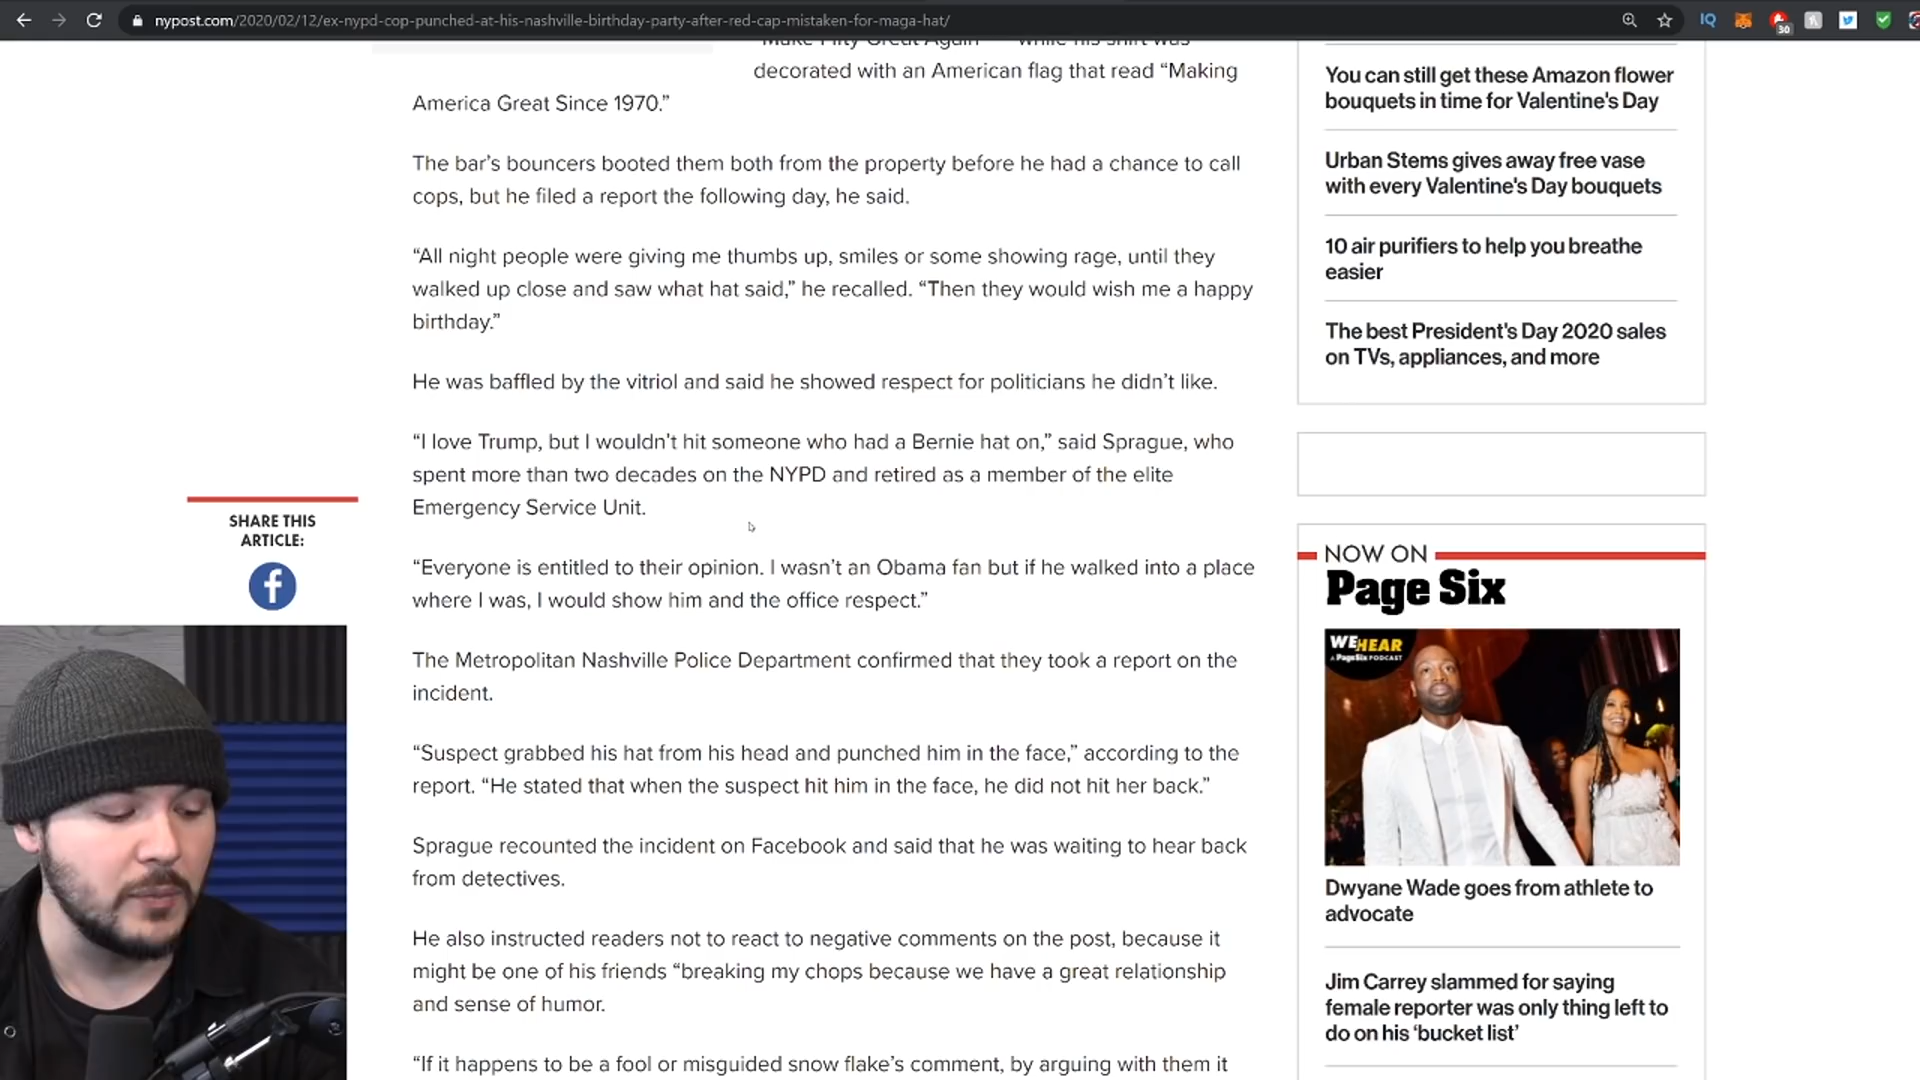 nypost.com/2020/02/12/ex-nypd-cop-punched-at-his-nashville-birthday-party-after-red-cap-mistaken-for-maga-hat/
30
"Make Fifty Great Again" — while his shirt was
decorated with an American flag that read “Making
America Great Since 1970.”
The bar’s bouncers booted them both from the property before he had a chance to call
cops, but he filed a report the following day, he said.
“All night people were giving me thumbs up, smiles or some showing rage, until they
walked up close and saw what hat said,” he recalled. “Then they would wish me a happy
birthday.”
He was baffled by the vitriol and said he showed respect for politicians he didn’t like.
“I love Trump, but I wouldn’t hit someone who had a Bernie hat on,” said Sprague, who
spent more than two decades on the NYPD and retired as a member of the elite
Emergency Service Unit.
“Everyone is entitled to their opinion. I wasn’t an Obama fan but if he walked into a place
where I was, I would show him and the office respect.”
The Metropolitan Nashville Police Department confirmed that they took a report on the
incident.
“Suspect grabbed his hat from his head and punched him in the face,” according to the
report. “He stated that when the suspect hit him in the face, he did not hit her back.”
Sprague recounted the incident on Facebook and said that he was waiting to hear back
from detectives.
He also instructed readers not to react to negative comments on the post, because it
might be one of his friends “breaking my chops because we have a great relationship
and sense of humor.
“If it happens to be a fool or misguided snow flake’s comment, by arguing with them it
SHARE THIS
ARTICLE:
You can still get these Amazon flower
bouquets in time for Valentine's Day
Urban Stems gives away free vase
with every Valentine's Day bouquets
10 air purifiers to help you breathe
easier
The best President's Day 2020 sales
on TVs, appliances, and more
NOW ON
Page Six
WE HEAR
A PageSix PODCAST
Dwyane Wade goes from athlete to
advocate
Jim Carrey slammed for saying
female reporter was only thing left to
do on his ‘bucket list’